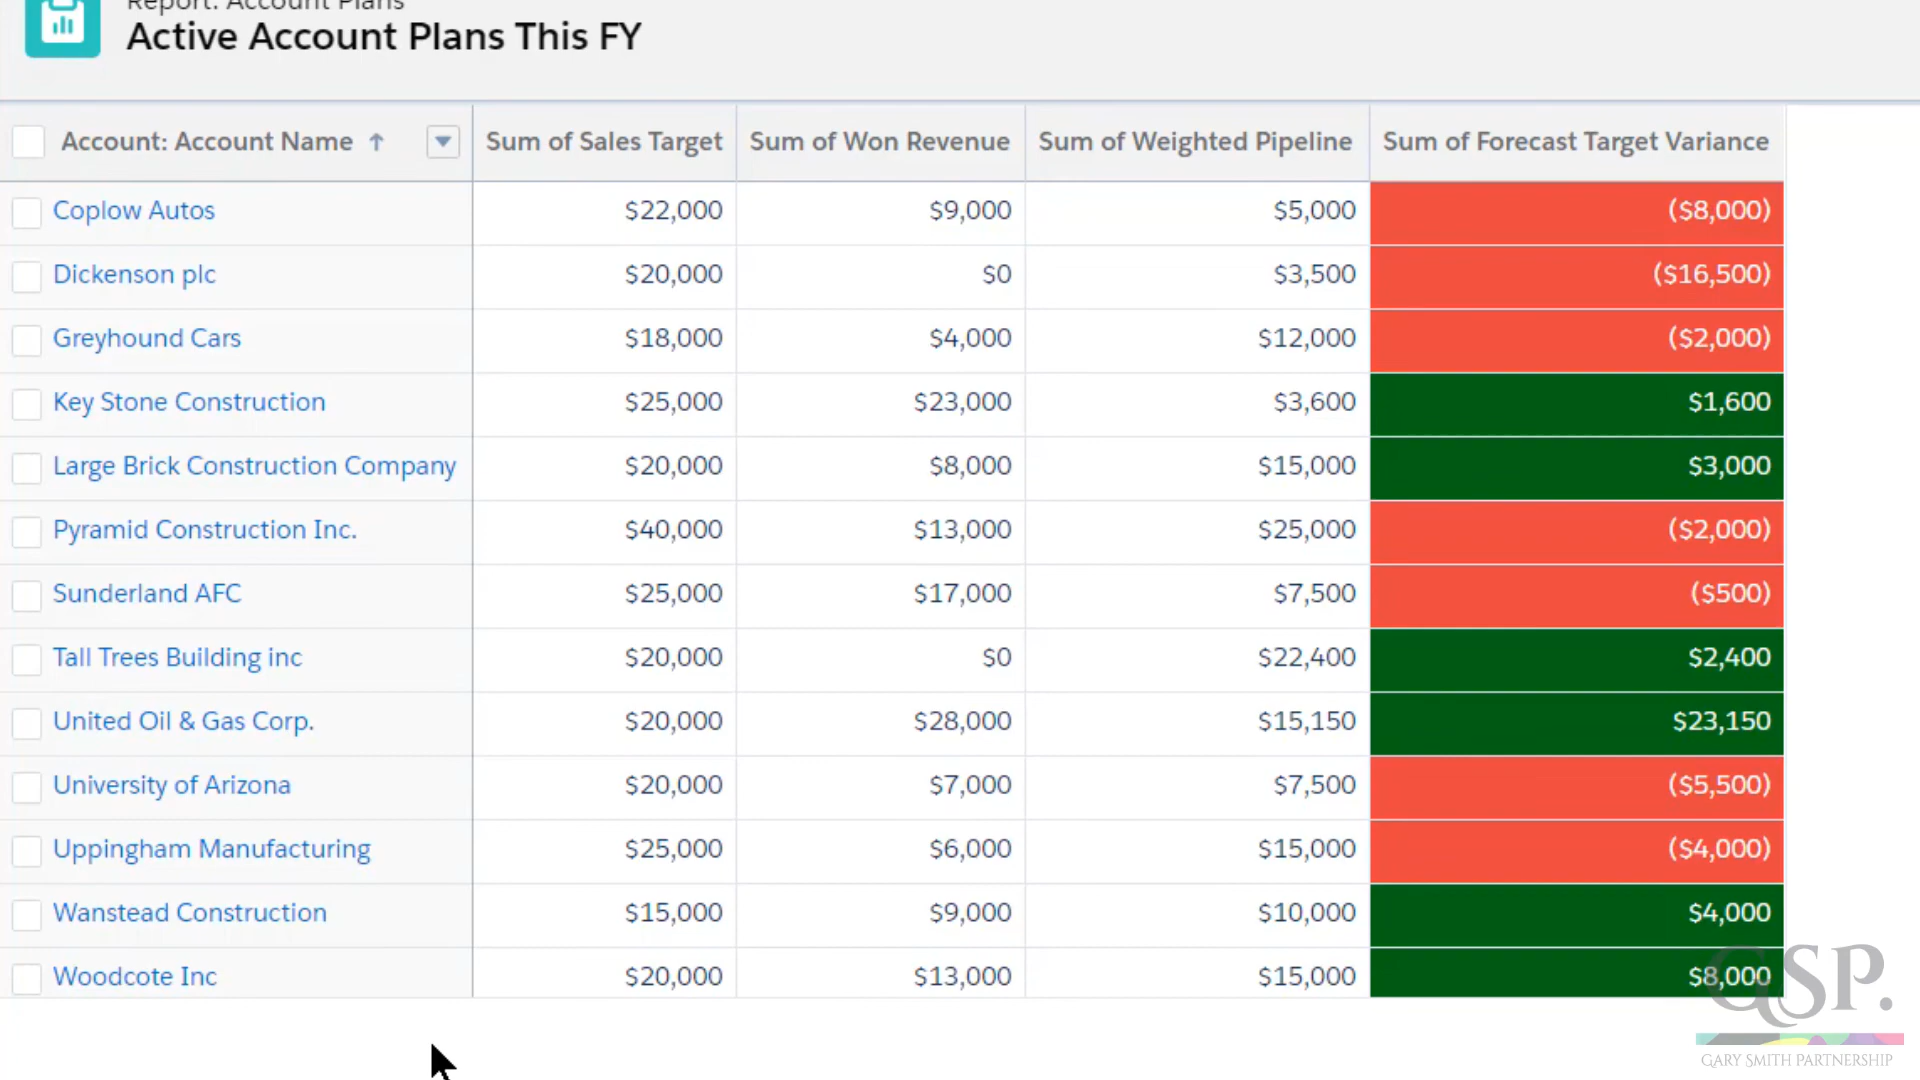 Report: Account Plans
Active Account Plans This FY
Account: Account Name Sum of Sales Target Sum of Won Revenue Sum of Weighted Pipeline Sum of Forecast Target Variance
Coplow Autos $22,000 $9,000 $5,000 ($8,000)
Dickenson plc $20,000 $0 $3,500 ($16,500)
Greyhound Cars $18,000 $4,000 $12,000 ($2,000)
Key Stone Construction $25,000 $23,000 $3,600 $1,600
Large Brick Construction Company $20,000 $8,000 $15,000 $3,000
Pyramid Construction Inc. $40,000 $13,000 $25,000 ($2,000)
Sunderland AFC $25,000 $17,000 $7,500 ($500)
Tall Trees Building inc $20,000 $0 $22,400 $2,400
United Oil & Gas Corp. $20,000 $28,000 $15,150 $23,150
University of Arizona $20,000 $7,000 $7,500 ($5,500)
Uppingham Manufacturing $25,000 $6,000 $15,000 ($4,000)
Wanstead Construction $15,000 $9,000 $10,000 $4,000
Woodcote Inc $20,000 $13,000 $15,000 $8,000
GSP.
GARY SMITH PARTNERSHIP